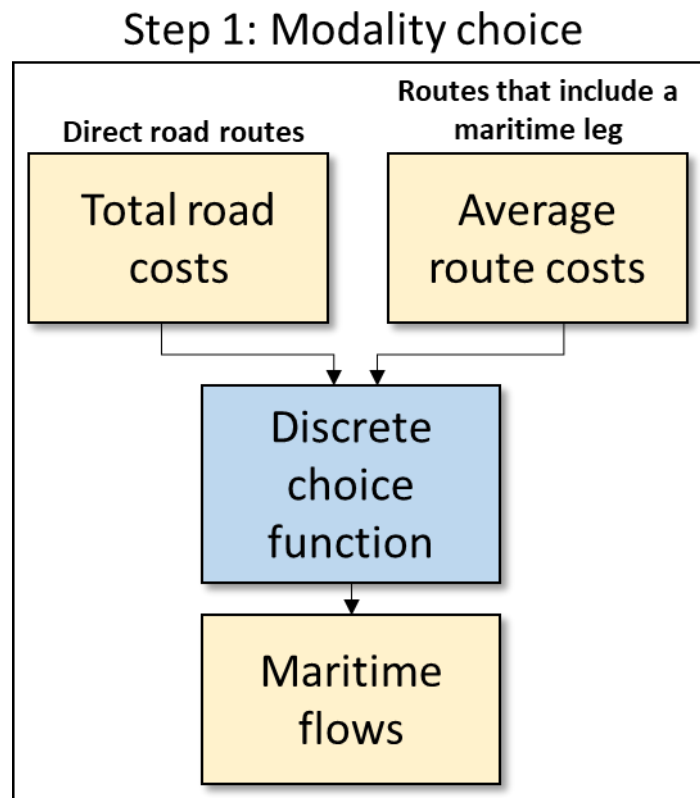 Step 1: Modality choice
Direct road routes
Routes that include a
maritime leg
Total road
costs
Average
route costs
Discrete
choice
function
Maritime
flows